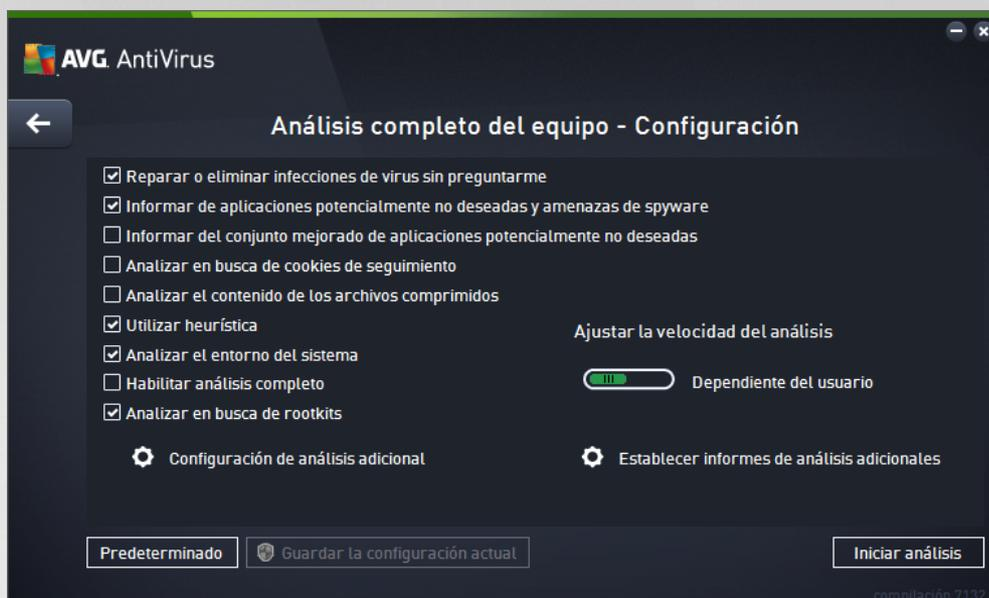 AVG. AntiVirus
Análisis completo del equipo - Configuración
Reparar o eliminar infecciones de virus sin preguntarme
Informar de aplicaciones potencialmente no deseadas y amenazas de spyware
Informar del conjunto mejorado de aplicaciones potencialmente no deseadas
Analizar en busca de cookies de seguimiento
Analizar el contenido de los archivos comprimidos
Utilizar heurística
Analizar el entorno del sistema
Habilitar análisis completo
Analizar en busca de rootkits
Ajustar la velocidad del análisis
Dependiente del usuario
Configuración de análisis adicional
Establecer informes de análisis adicionales
Predeterminado
Guardar la configuración actual
Iniciar análisis
compilación 7132